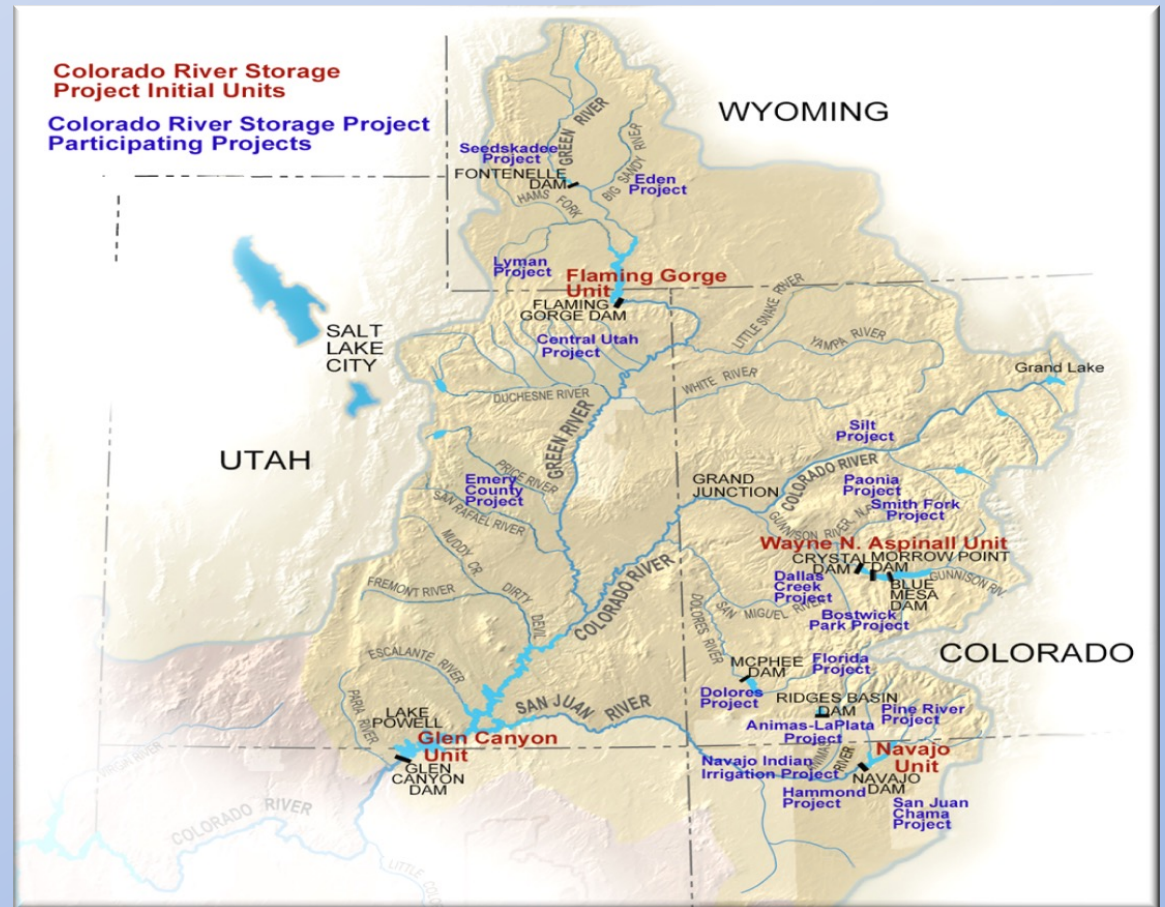 Colorado River Storage
Project Initial Units
Colorado River Storage Project
Participating Projects
WYOMING
Seedskadee
Project
GREEN RIVER
BIG SANDY RIVER
FONTENELLE
DAM
Eden
Project
HAMS FORK
Lyman
Project
Flaming Gorge
Unit
FLAMING
GORGE DAM
LITTLE SNAKE RIVER
SALT
LAKE
CITY
Central Utah
Project
YAMPA RIVER
Grand Lake
DUCHESNE RIVER
WHITE RIVER
GREEN RIVER
Silt
Project
UTAH
PRICE RIVER
Emery
County
Project
SAN RAFAEL RIVER
GRAND
JUNCTION
COLORADO RIVER
Paonia
Project
Smith Fork
Project
GUNNISON RIVER, N.F.
Wayne N. Aspinall Unit
MUDDY CR
CRYSTAL
DAM
MORROW POINT
DAM
BLUE
MESA
DAM
GUNNISON RIV
Dallas
Creek
Project
FREMONT RIVER
DIRTY DEVIL
COLORADO RIVER
DOLORES RIVER
SAN MIGUEL RIVER
Bostwick
Park Project
COLORADO
ESCALANTE RIVER
MCPHEE
DAM
Florida
Project
PARIA RIVER
Dolores
Project
RIDGES BASIN
DAM
Pine River
Project
LAKE
POWELL
SAN JUAN RIVER
Animas-LaPlata
Project
Glen Canyon
Unit
Navajo
Unit
VIRGIN RIVER
GLEN
CANYON
DAM
Navajo Indian
Irrigation Project
RIVER
NAVAJO
DAM
Hammond
Project
San Juan
Chama
Project
COLORADO RIVER
LITTLE